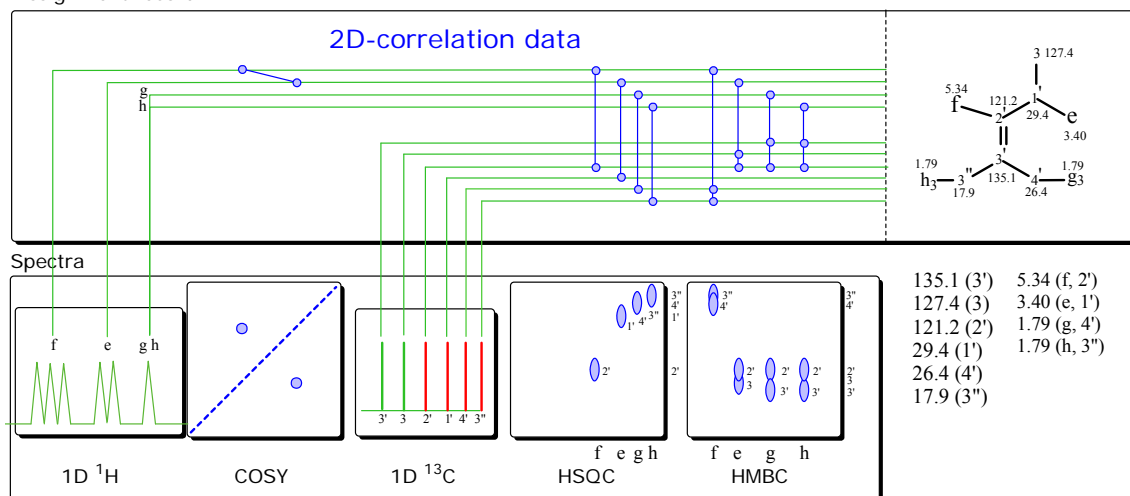 2D-correlation data
g
h
3 127.4
5.34
f
121.2
1'
29.4
e
3.40
2'
3'
135.1
1.79
h3
3"
17.9
4'
26.4
1.79
g3
Spectra
f e g h
3' 3 2' 1' 4' 3"
1' 4' 3"
2'
3"
4'
1'
2'
f e g h
3"
4'
2' 2' 2'
3 3' 3'
3"
4'
2'
3
3'
f e g h
1D 1H
COSY
1D 13C
HSQC
HMBC
135.1 (3')
127.4 (3)
121.2 (2')
29.4 (1')
26.4 (4')
17.9 (3")
5.34 (f, 2')
3.40 (e, 1')
1.79 (g, 4')
1.79 (h, 3")